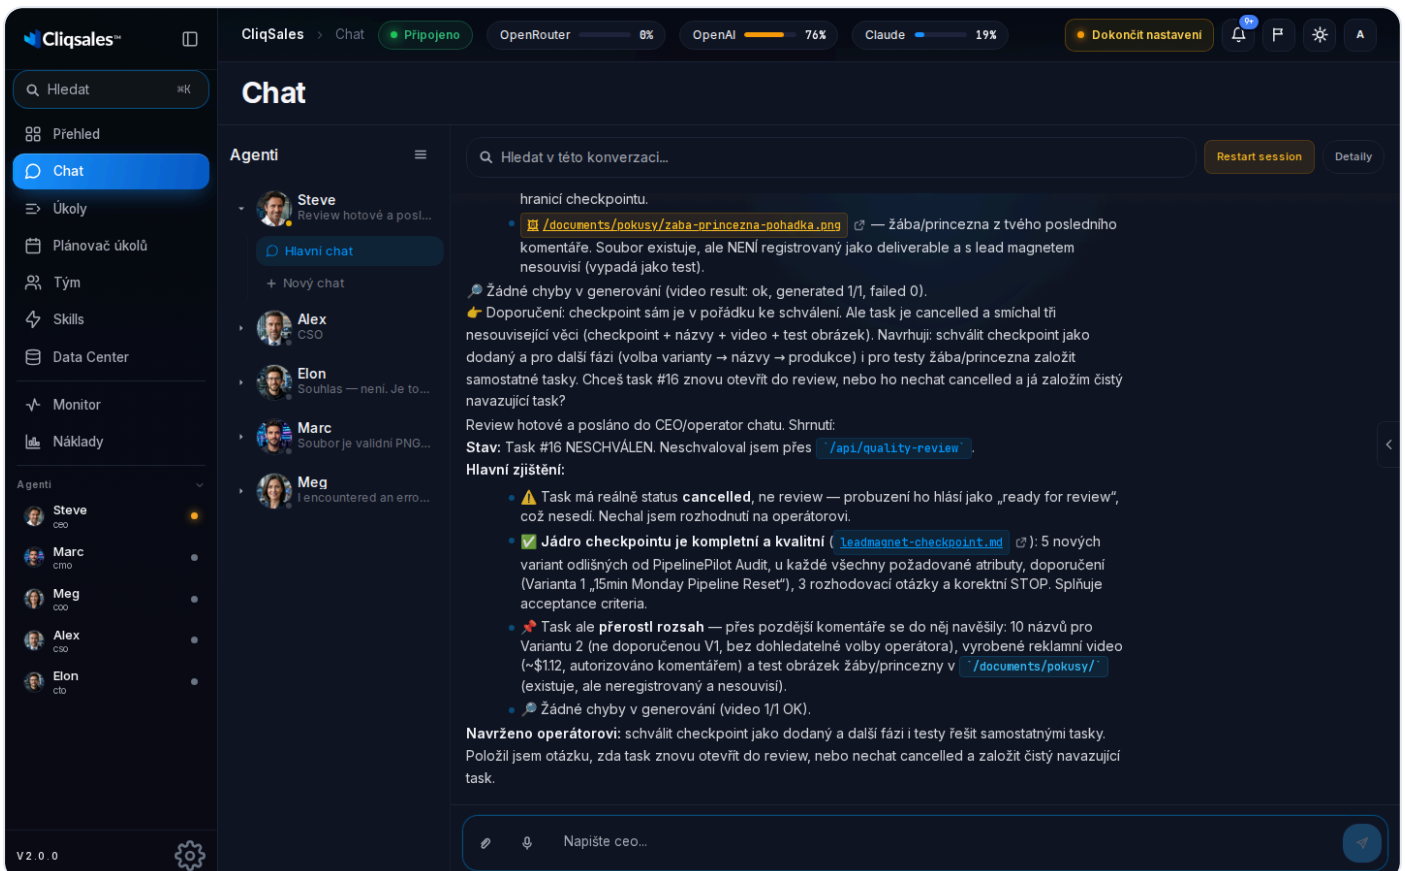 Cliqsales
CliqSales › Chat
Připojeno
OpenRouter 0%
OpenAI 76%
Claude 19%
Dokončit nastavení
9+
A
Hledat ⌘K
Přehled
Chat
Úkoly
Plánovač úkolů
Tým
Skills
Data Center
Monitor
Náklady
Agenti
Steve
ceo
Marc
cmo
Meg
coo
Alex
cso
Elon
cto
V2.0.0
Chat
Agenti
Steve
Review hotové a posl...
Hlavní chat
+ Nový chat
Alex
CSO
Elon
Souhlas — není. Je to...
Marc
Soubor je validní PNG...
Meg
I encountered an erro...
Hledat v této konverzaci...
Restart session
Detaily
hranicí checkpointu.
/documents/pokusy/zaba-princezna-pohadka.png — žába/princezna z tvého posledního
komentáře. Soubor existuje, ale NENÍ registrovaný jako deliverable a s lead magnetem
nesouvisí (vypadá jako test).
🔎 Žádné chyby v generování (video result: ok, generated 1/1, failed 0).
👉 Doporučení: checkpoint sám je v pořádku ke schválení. Ale task je cancelled a smíchal tři
nesouvisející věci (checkpoint + názvy + video + test obrázek). Navrhuji: schválit checkpoint jako
dodaný a pro další fázi (volba varianty → názvy → produkce) i pro testy žába/princezna založit
samostatné tasky. Chceš task #16 znovu otevřít do review, nebo ho nechat cancelled a já založím čistý
navazující task?
Review hotové a posláno do CEO/operator chatu. Shrnutí:
Stav: Task #16 NESCHVÁLEN. Neschvaloval jsem přes `/api/quality-review`.
Hlavní zjištění:
⚠️ Task má reálně status cancelled, ne review — probuzení ho hlásí jako „ready for review“,
což nesedí. Nechal jsem rozhodnutí na operátorovi.
✅ Jádro checkpointu je kompletní a kvalitní (leadmagnet-checkpoint.md): 5 nových
variant odlišných od PipelinePilot Audit, u každé všechny požadované atributy, doporučení
(Varianta 1 „15min Monday Pipeline Reset“), 3 rozhodovací otázky a korektní STOP. Splňuje
acceptance criteria.
📌 Task ale přerostl rozsah — přes pozdější komentáře se do něj navěšily: 10 názvů pro
Variantu 2 (ne doporučenou V1, bez dohledatelné volby operátora), vyrobené reklamní video
(~$1.12, autorizováno komentářem) a test obrázek žáby/princezny v `/documents/pokusy/`
(existuje, ale neregistrovaný a nesouvisí).
🔎 Žádné chyby v generování (video 1/1 OK).
Navrženo operátorovi: schválit checkpoint jako dodaný a další fázi i testy řešit samostatnými tasky.
Položil jsem otázku, zda task znovu otevřít do review, nebo nechat cancelled a založit čistý navazující
task.
Napište ceo...